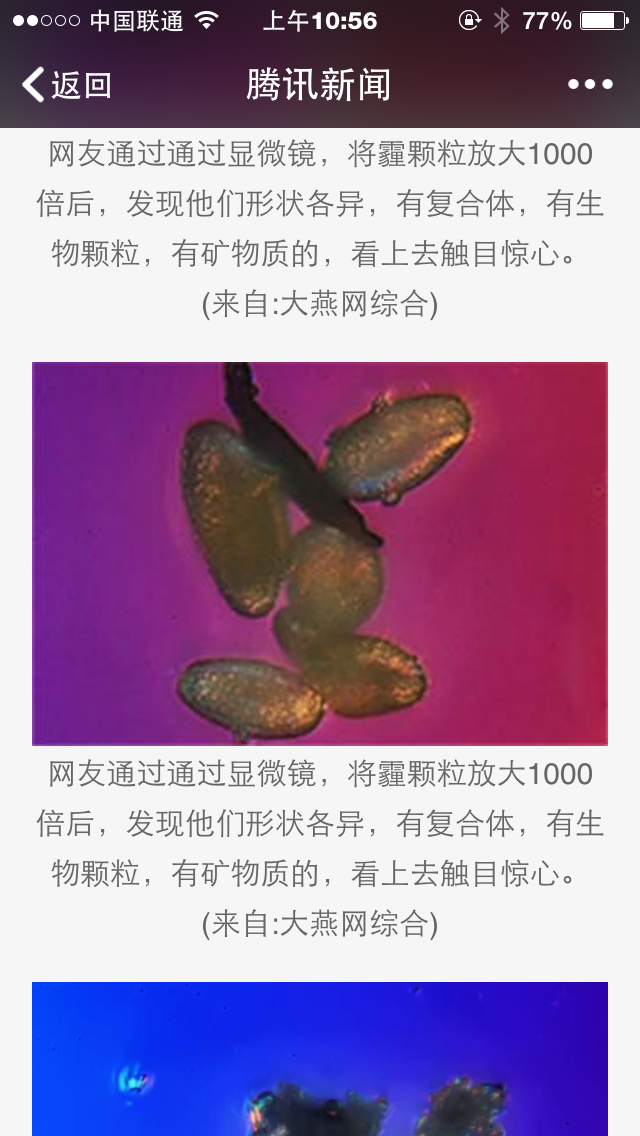 中国联通 上午10:56 77%
返回 腾讯新闻
网友通过通过显微镜，将霾颗粒放大1000
倍后，发现他们形状各异，有复合体，有生
物颗粒，有矿物质的，看上去触目惊心。
(来自:大燕网综合)
网友通过通过显微镜，将霾颗粒放大1000
倍后，发现他们形状各异，有复合体，有生
物颗粒，有矿物质的，看上去触目惊心。
(来自:大燕网综合)